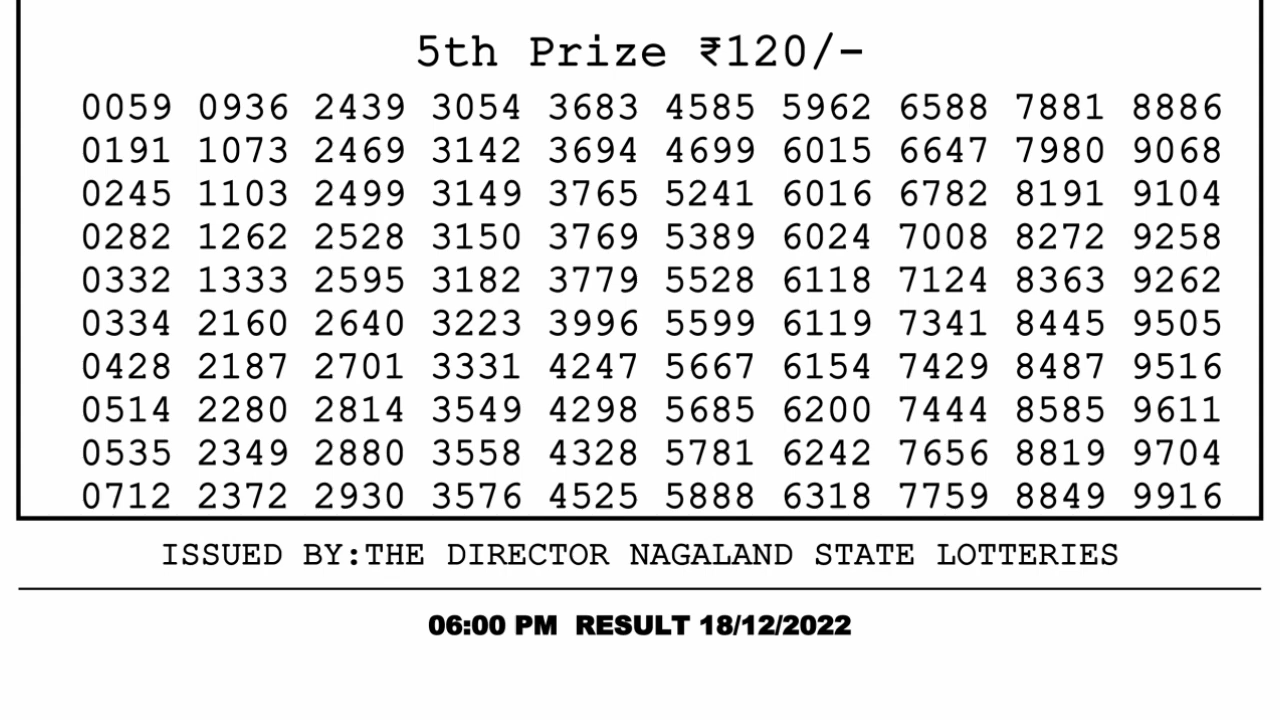 5th Prize ₹120/-
0059 0936 2439 3054 3683 4585 5962 6588 7881 8886
0191 1073 2469 3142 3694 4699 6015 6647 7980 9068
0245 1103 2499 3149 3765 5241 6016 6782 8191 9104
0282 1262 2528 3150 3769 5389 6024 7008 8272 9258
0332 1333 2595 3182 3779 5528 6118 7124 8363 9262
0334 2160 2640 3223 3996 5599 6119 7341 8445 9505
0428 2187 2701 3331 4247 5667 6154 7429 8487 9516
0514 2280 2814 3549 4298 5685 6200 7444 8585 9611
0535 2349 2880 3558 4328 5781 6242 7656 8819 9704
0712 2372 2930 3576 4525 5888 6318 7759 8849 9916
ISSUED BY:THE DIRECTOR NAGALAND STATE LOTTERIES
06:00 PM RESULT 18/12/2022